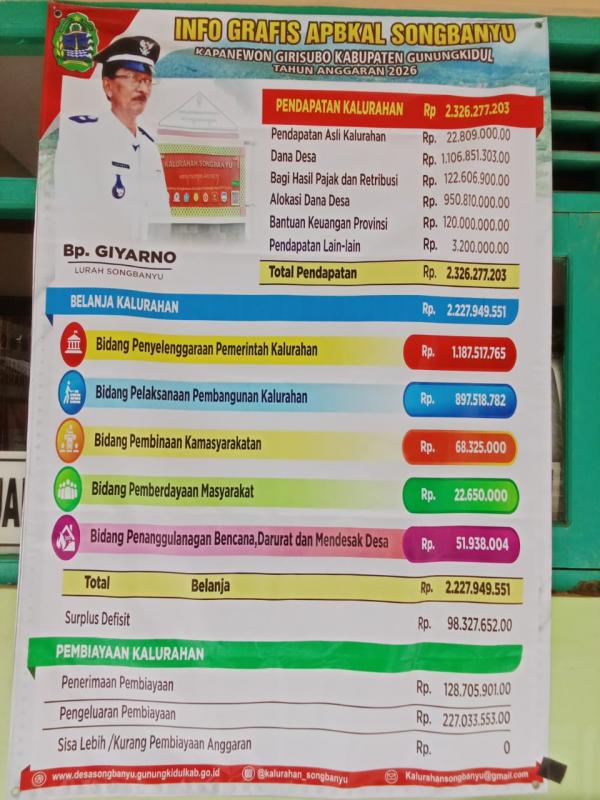 INFO GRAFIS APBKAL SONGBANYU
KAPANEWON GIRISUBO KABUPATEN GUNUNGKIDUL
TAHUN ANGGARAN 2026
KALURAHAN SONGBANYU
Bp. GIYARNO
LURAH SONGBANYU
PENDAPATAN KALURAHAN Rp 2.326.277.203
Pendapatan Asli Kalurahan Rp. 22.809.000.00
Dana Desa Rp. 1.106.851.303.00
Bagi Hasil Pajak dan Retribusi Rp. 122.606.900.00
Alokasi Dana Desa Rp. 950.810.000.00
Bantuan Keuangan Provinsi Rp. 120.000.000.00
Pendapatan Lain-lain Rp. 3.200.000.00
Total Pendapatan Rp. 2.326.277.203
BELANJA KALURAHAN Rp. 2.227.949.551
Bidang Penyelenggaraan Pemerintah Kalurahan Rp. 1.187.517.765
Bidang Pelaksanaan Pembangunan Kalurahan Rp. 897.518.782
Bidang Pembinaan Kamasyarakatan Rp. 68.325.000
Bidang Pemberdayaan Masyarakat Rp. 22.650.000
Bidang Penanggulanagan Bencana,Darurat dan Mendesak Desa Rp. 51.938.004
Total Belanja Rp. 2.227.949.551
Surplus Defisit Rp. 98.327.652.00
PEMBIAYAAN KALURAHAN
Penerimaan Pembiayaan Rp. 128.705.901.00
Pengeluaran Pembiayaan Rp. 227.033.553.00
Sisa Lebih /Kurang Pembiayaan Anggaran Rp. 0
www.desasongbanyu.gunungkidulkab.go.id @kalurahan_songbanyu Kalurahansongbanyu@gmail.com